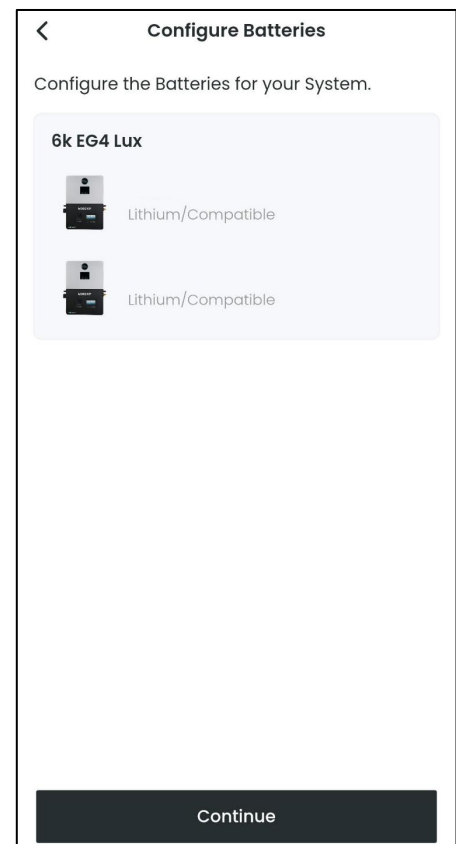 Configure Batteries
Configure the Batteries for your System.
6k EG4 Lux
Lithium/Compatible
Lithium/Compatible
Continue